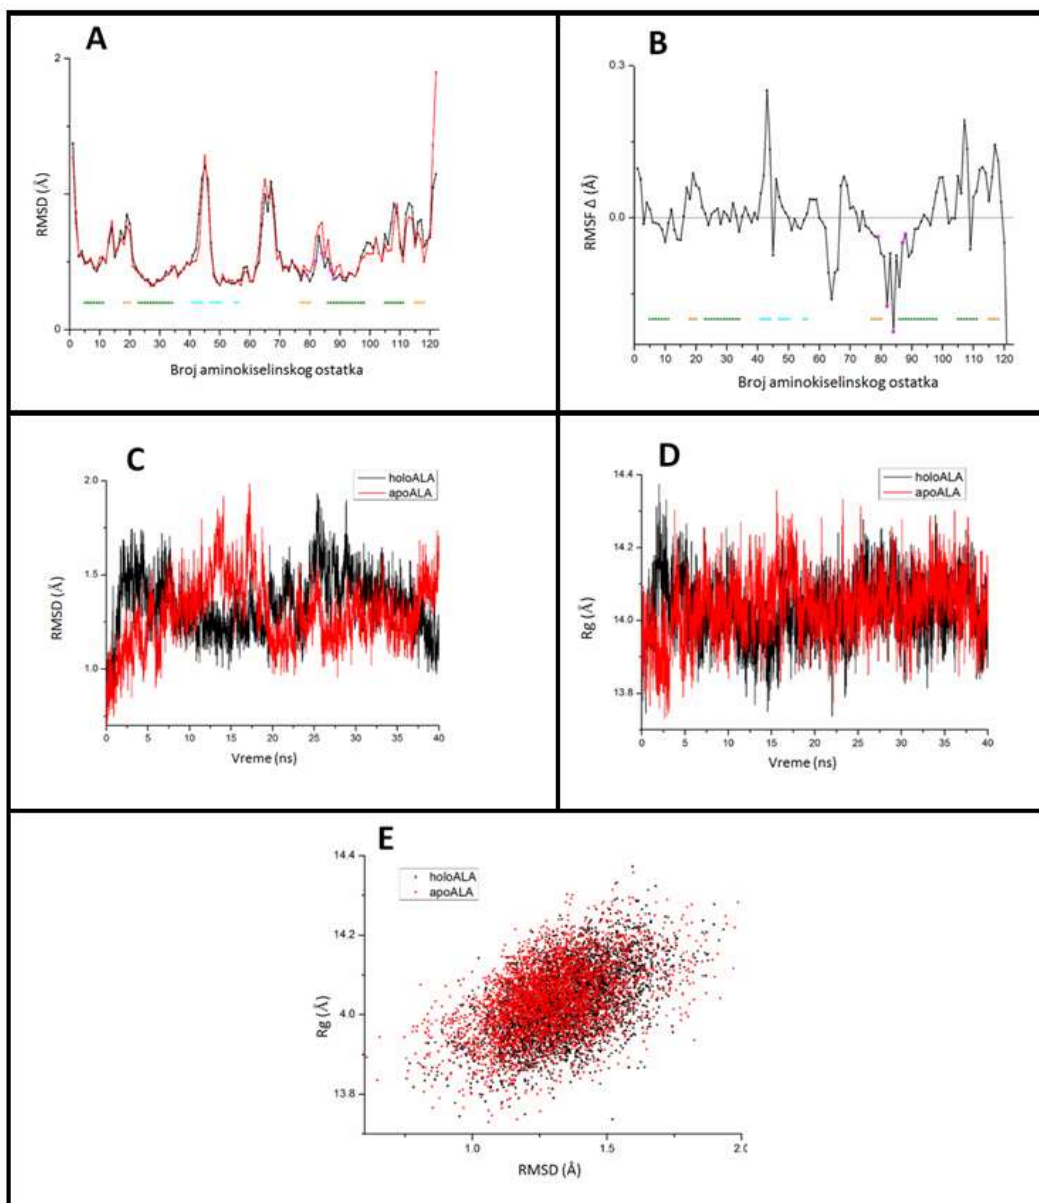 A
2
RMSD (Å)
0
0 10 20 30 40 50 60 70 80 90 100 110 120
Broj aminokiselinskog ostatka
B
0.3
RMSF Δ (Å)
0.0
0 10 20 30 40 50 60 70 80 90 100 110 120
Broj aminokiselinskog ostatka
C
holoALA
apoALA
2.0
1.5
RMSD (Å)
1.0
0 5 10 15 20 25 30 35 40
Vreme (ns)
D
holoALA
apoALA
14.4
14.2
Rg (Å)
14.0
13.8
0 5 10 15 20 25 30 35 40
Vreme (ns)
E
holoALA
apoALA
14.4
14.2
Rg (Å)
14.0
13.8
1.0 1.5 2.0
RMSD (Å)